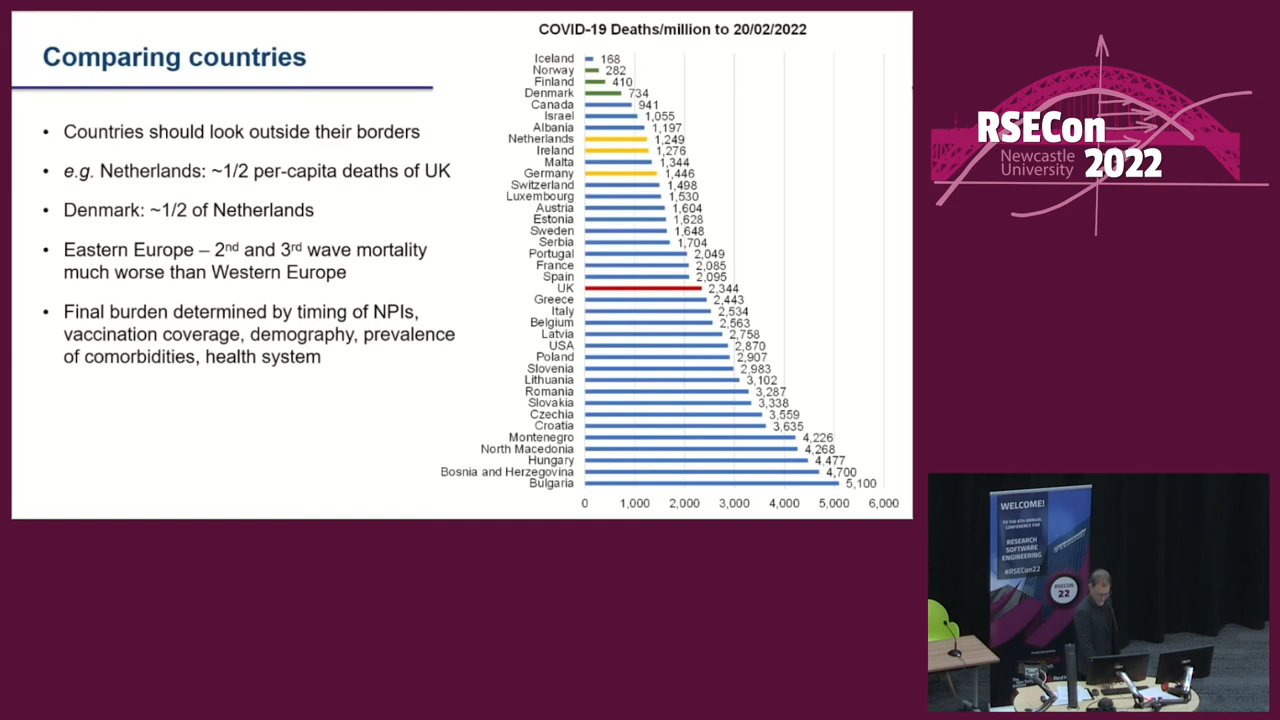 Comparing countries
• Countries should look outside their borders
• e.g. Netherlands: ~1/2 per-capita deaths of UK
• Denmark: ~1/2 of Netherlands
• Eastern Europe – 2nd and 3rd wave mortality
much worse than Western Europe
• Final burden determined by timing of NPIs,
vaccination coverage, demography, prevalence
of comorbidities, health system
COVID-19 Deaths/million to 20/02/2022
Iceland 168
Norway 282
Finland 410
Denmark 734
Canada 941
Israel 1,055
Albania 1,197
Netherlands 1,249
Ireland 1,276
Malta 1,344
Germany 1,446
Switzerland 1,498
Luxembourg 1,530
Austria 1,604
Estonia 1,628
Sweden 1,648
Serbia 1,704
Portugal 2,049
France 2,085
Spain 2,095
UK 2,344
Greece 2,443
Italy 2,534
Belgium 2,563
Latvia 2,758
USA 2,870
Poland 2,907
Slovenia 2,983
Lithuania 3,102
Romania 3,287
Slovakia 3,338
Czechia 3,559
Croatia 3,635
Montenegro 4,226
North Macedonia 4,268
Hungary 4,477
Bosnia and Herzegovina 4,700
Bulgaria 5,100
0 1,000 2,000 3,000 4,000 5,000 6,000
RSECon
Newcastle
University 2022
WELCOME!
TO THE 6TH ANNUAL
CONFERENCE FOR
RESEARCH
SOFTWARE
ENGINEERING
#RSECon22
RSECON
22